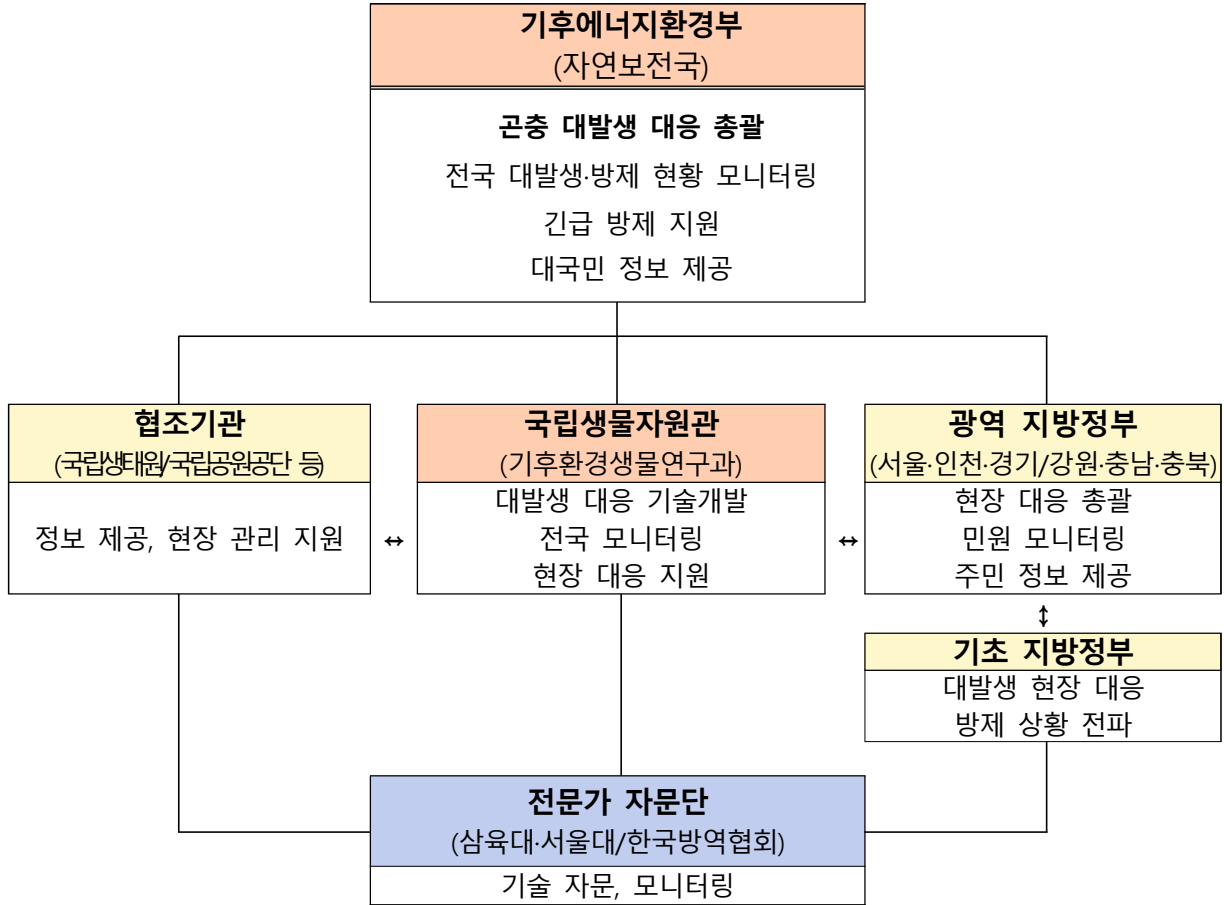 기후에너지환경부
(자연보전국)
곤충 대발생 대응 총괄
전국 대발생·방제 현황 모니터링
긴급 방제 지원
대국민 정보 제공
협조기관
(국립생태원/국립공원공단 등)
정보 제공, 현장 관리 지원
↔
국립생물자원관
(기후환경생물연구과)
대발생 대응 기술개발
전국 모니터링
현장 대응 지원
↔
광역 지방정부
(서울·인천·경기/강원·충남·충북)
현장 대응 총괄
민원 모니터링
주민 정보 제공
↕
기초 지방정부
대발생 현장 대응
방제 상황 전파
전문가 자문단
(삼육대·서울대/한국방역협회)
기술 자문, 모니터링